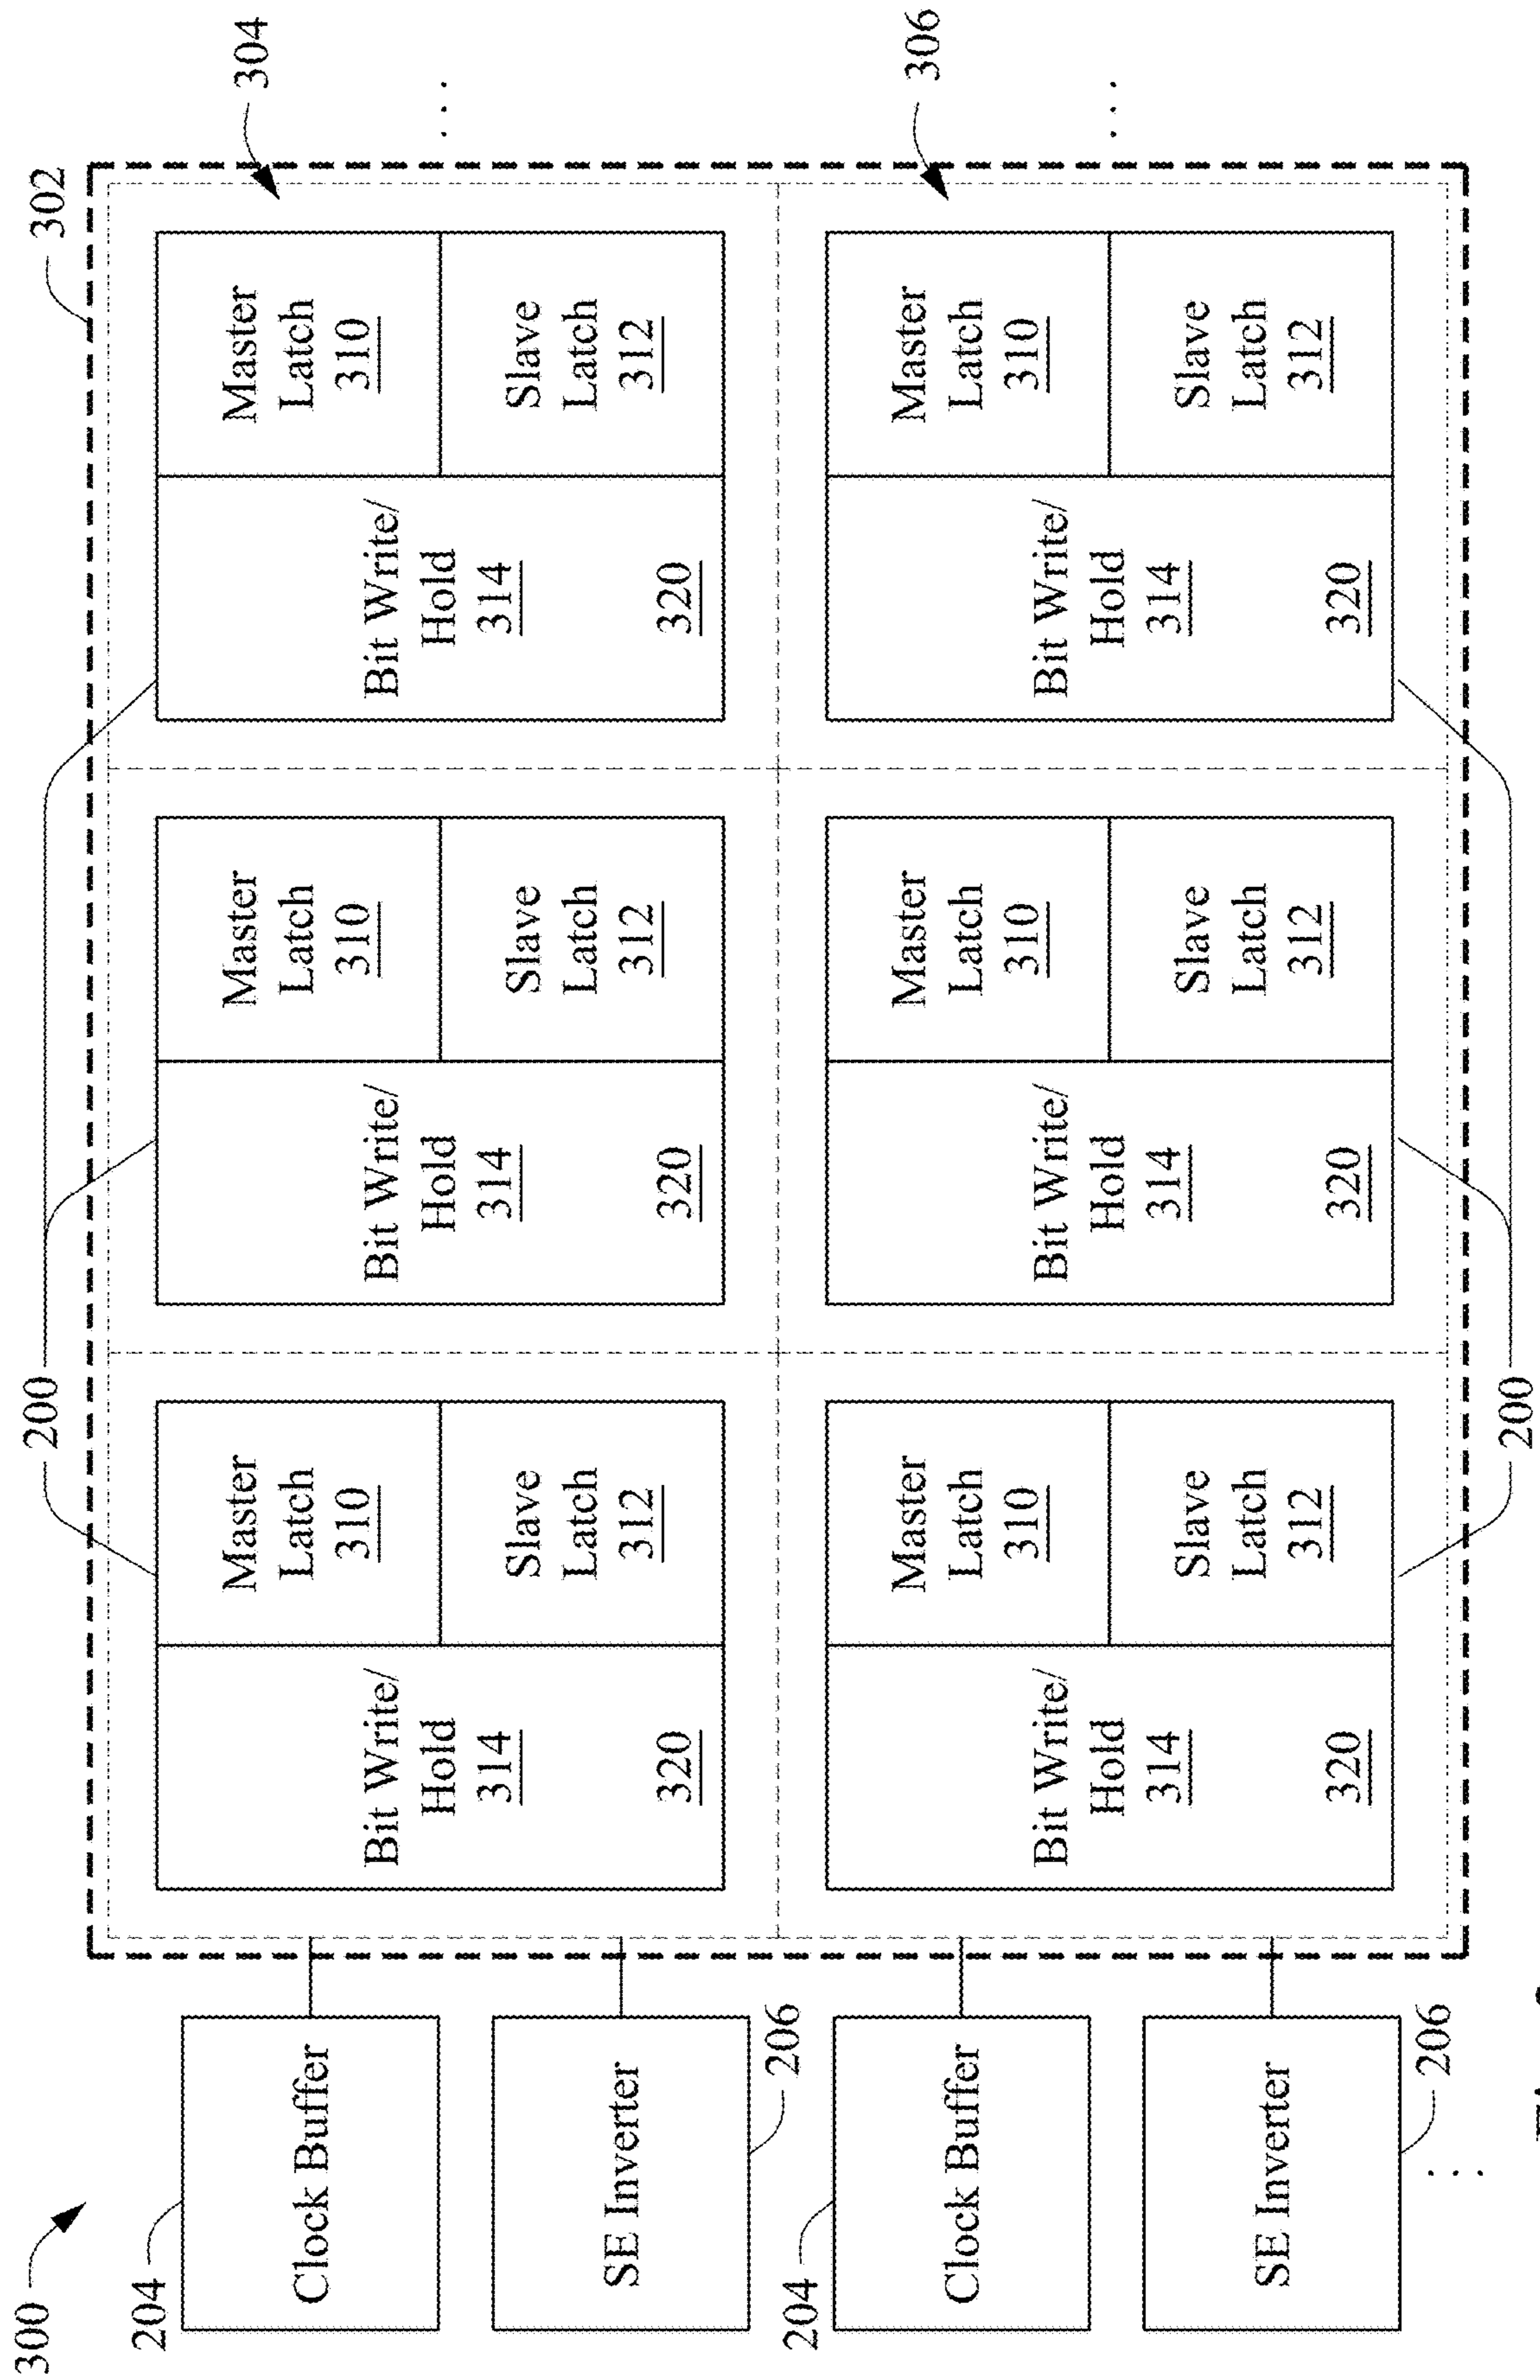 300
302
200
304
...
204
Clock Buffer
Bit Write/
Hold
314
320
Master
Latch
310
Slave
Latch
312
Bit Write/
Hold
314
320
Master
Latch
310
Slave
Latch
312
Bit Write/
Hold
314
320
Master
Latch
310
Slave
Latch
312
SE Inverter
206
306
...
204
Clock Buffer
Bit Write/
Hold
314
320
Master
Latch
310
Slave
Latch
312
Bit Write/
Hold
314
320
Master
Latch
310
Slave
Latch
312
Bit Write/
Hold
314
320
Master
Latch
310
Slave
Latch
312
SE Inverter
206
...
200